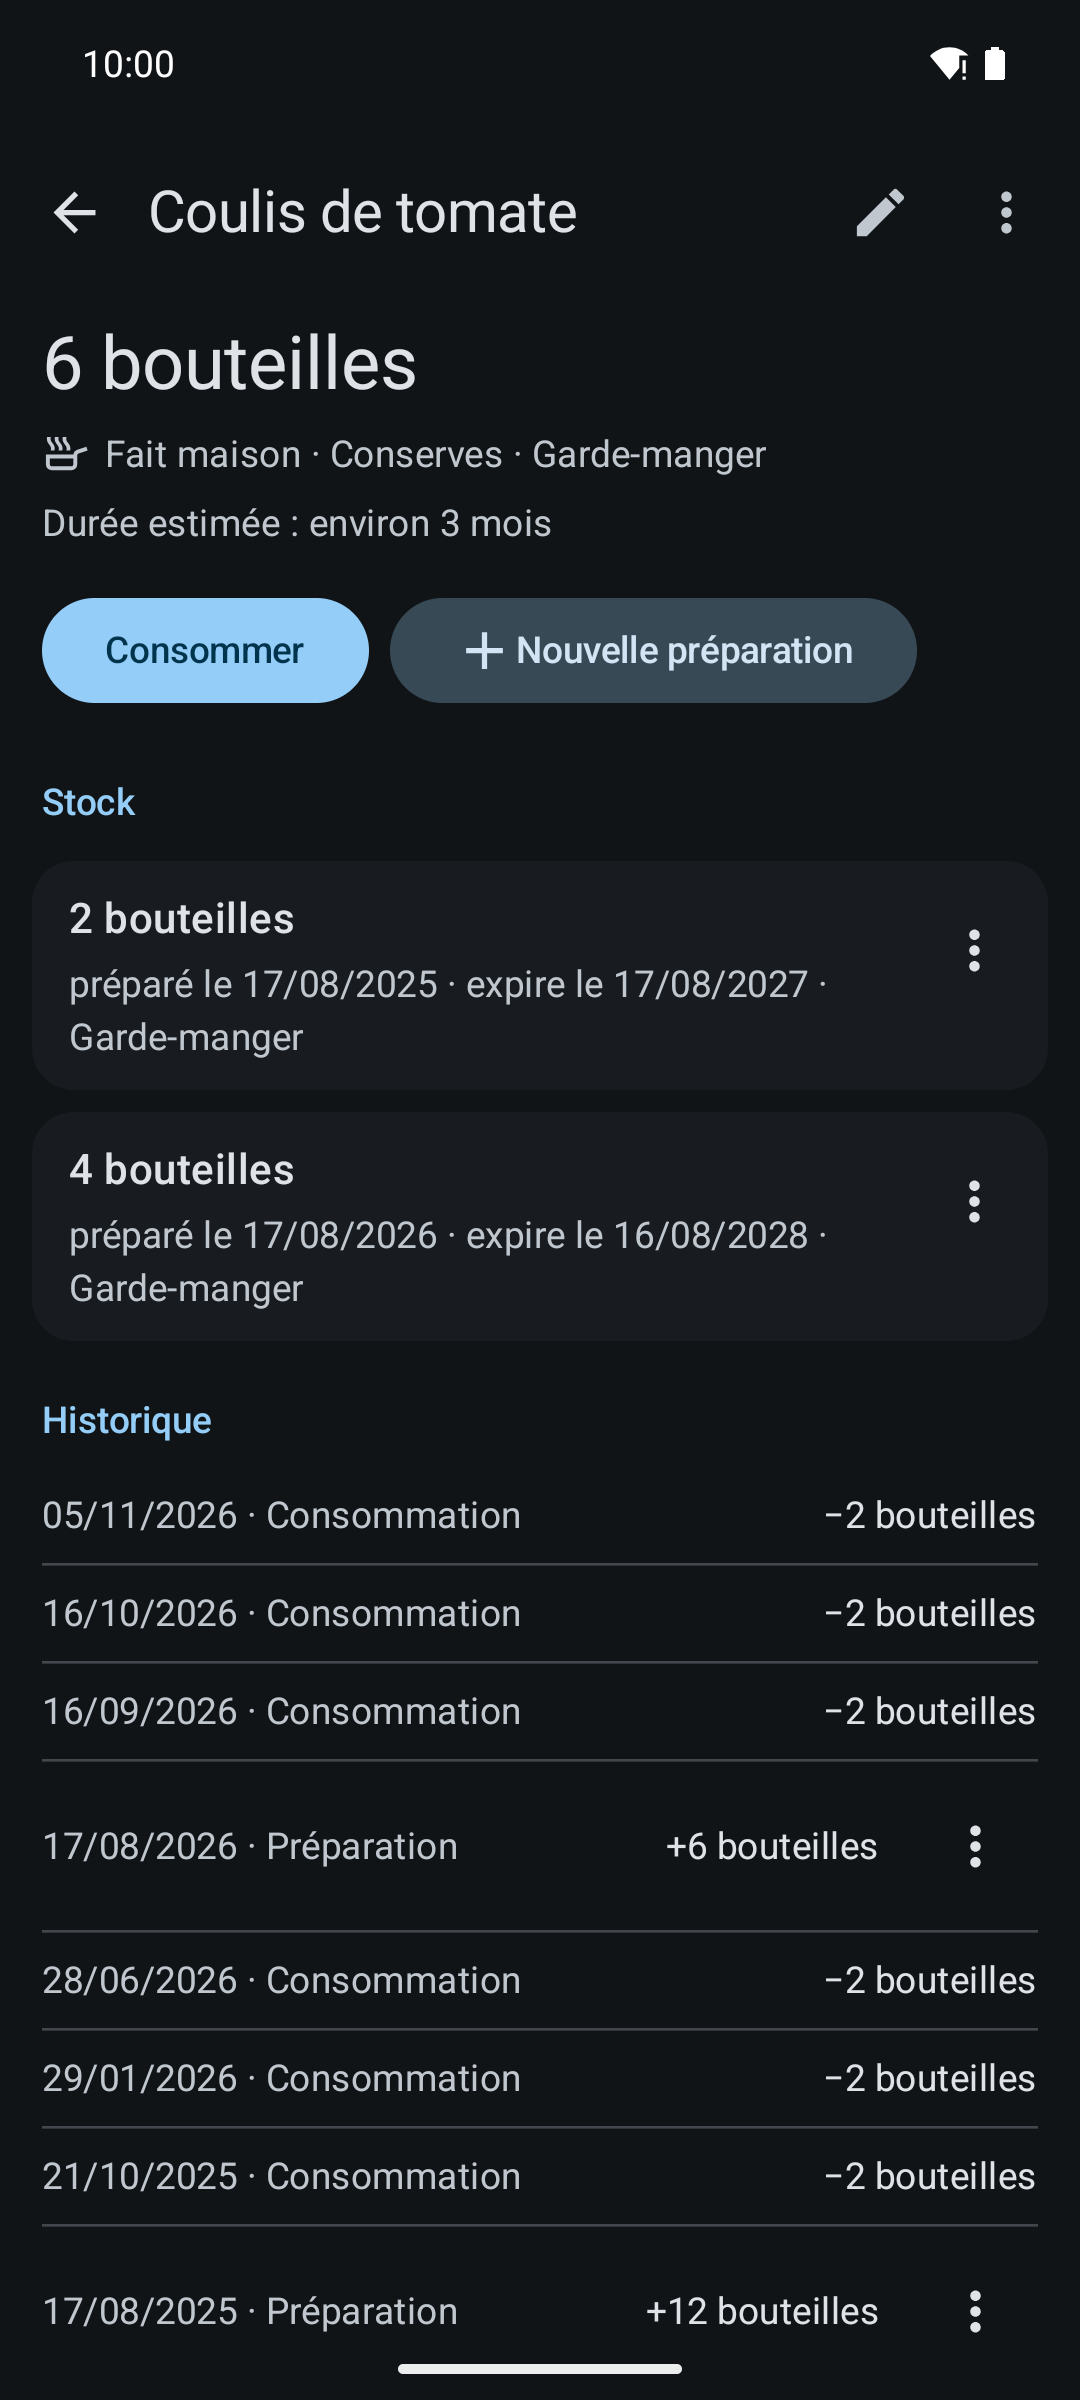 10:00
Coulis de tomate
6 bouteilles
Fait maison · Conserves · Garde-manger
Durée estimée : environ 3 mois
Consommer
Nouvelle préparation
Stock
2 bouteilles
préparé le 17/08/2025 · expire le 17/08/2027 ·
Garde-manger
4 bouteilles
préparé le 17/08/2026 · expire le 16/08/2028 ·
Garde-manger
Historique
05/11/2026 · Consommation −2 bouteilles
16/10/2026 · Consommation −2 bouteilles
16/09/2026 · Consommation −2 bouteilles
17/08/2026 · Préparation +6 bouteilles
28/06/2026 · Consommation −2 bouteilles
29/01/2026 · Consommation −2 bouteilles
21/10/2025 · Consommation −2 bouteilles
17/08/2025 · Préparation +12 bouteilles